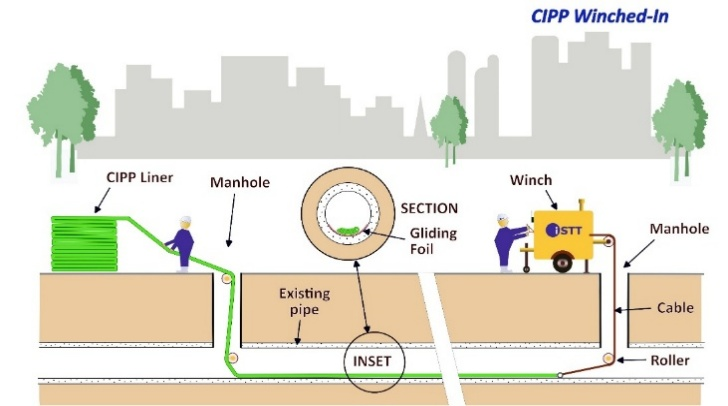 CIPP Winched-In
CIPP Liner
Manhole
Winch
SECTION
Gliding
Foil
iSTT
Manhole
Existing
pipe
Cable
INSET
Roller